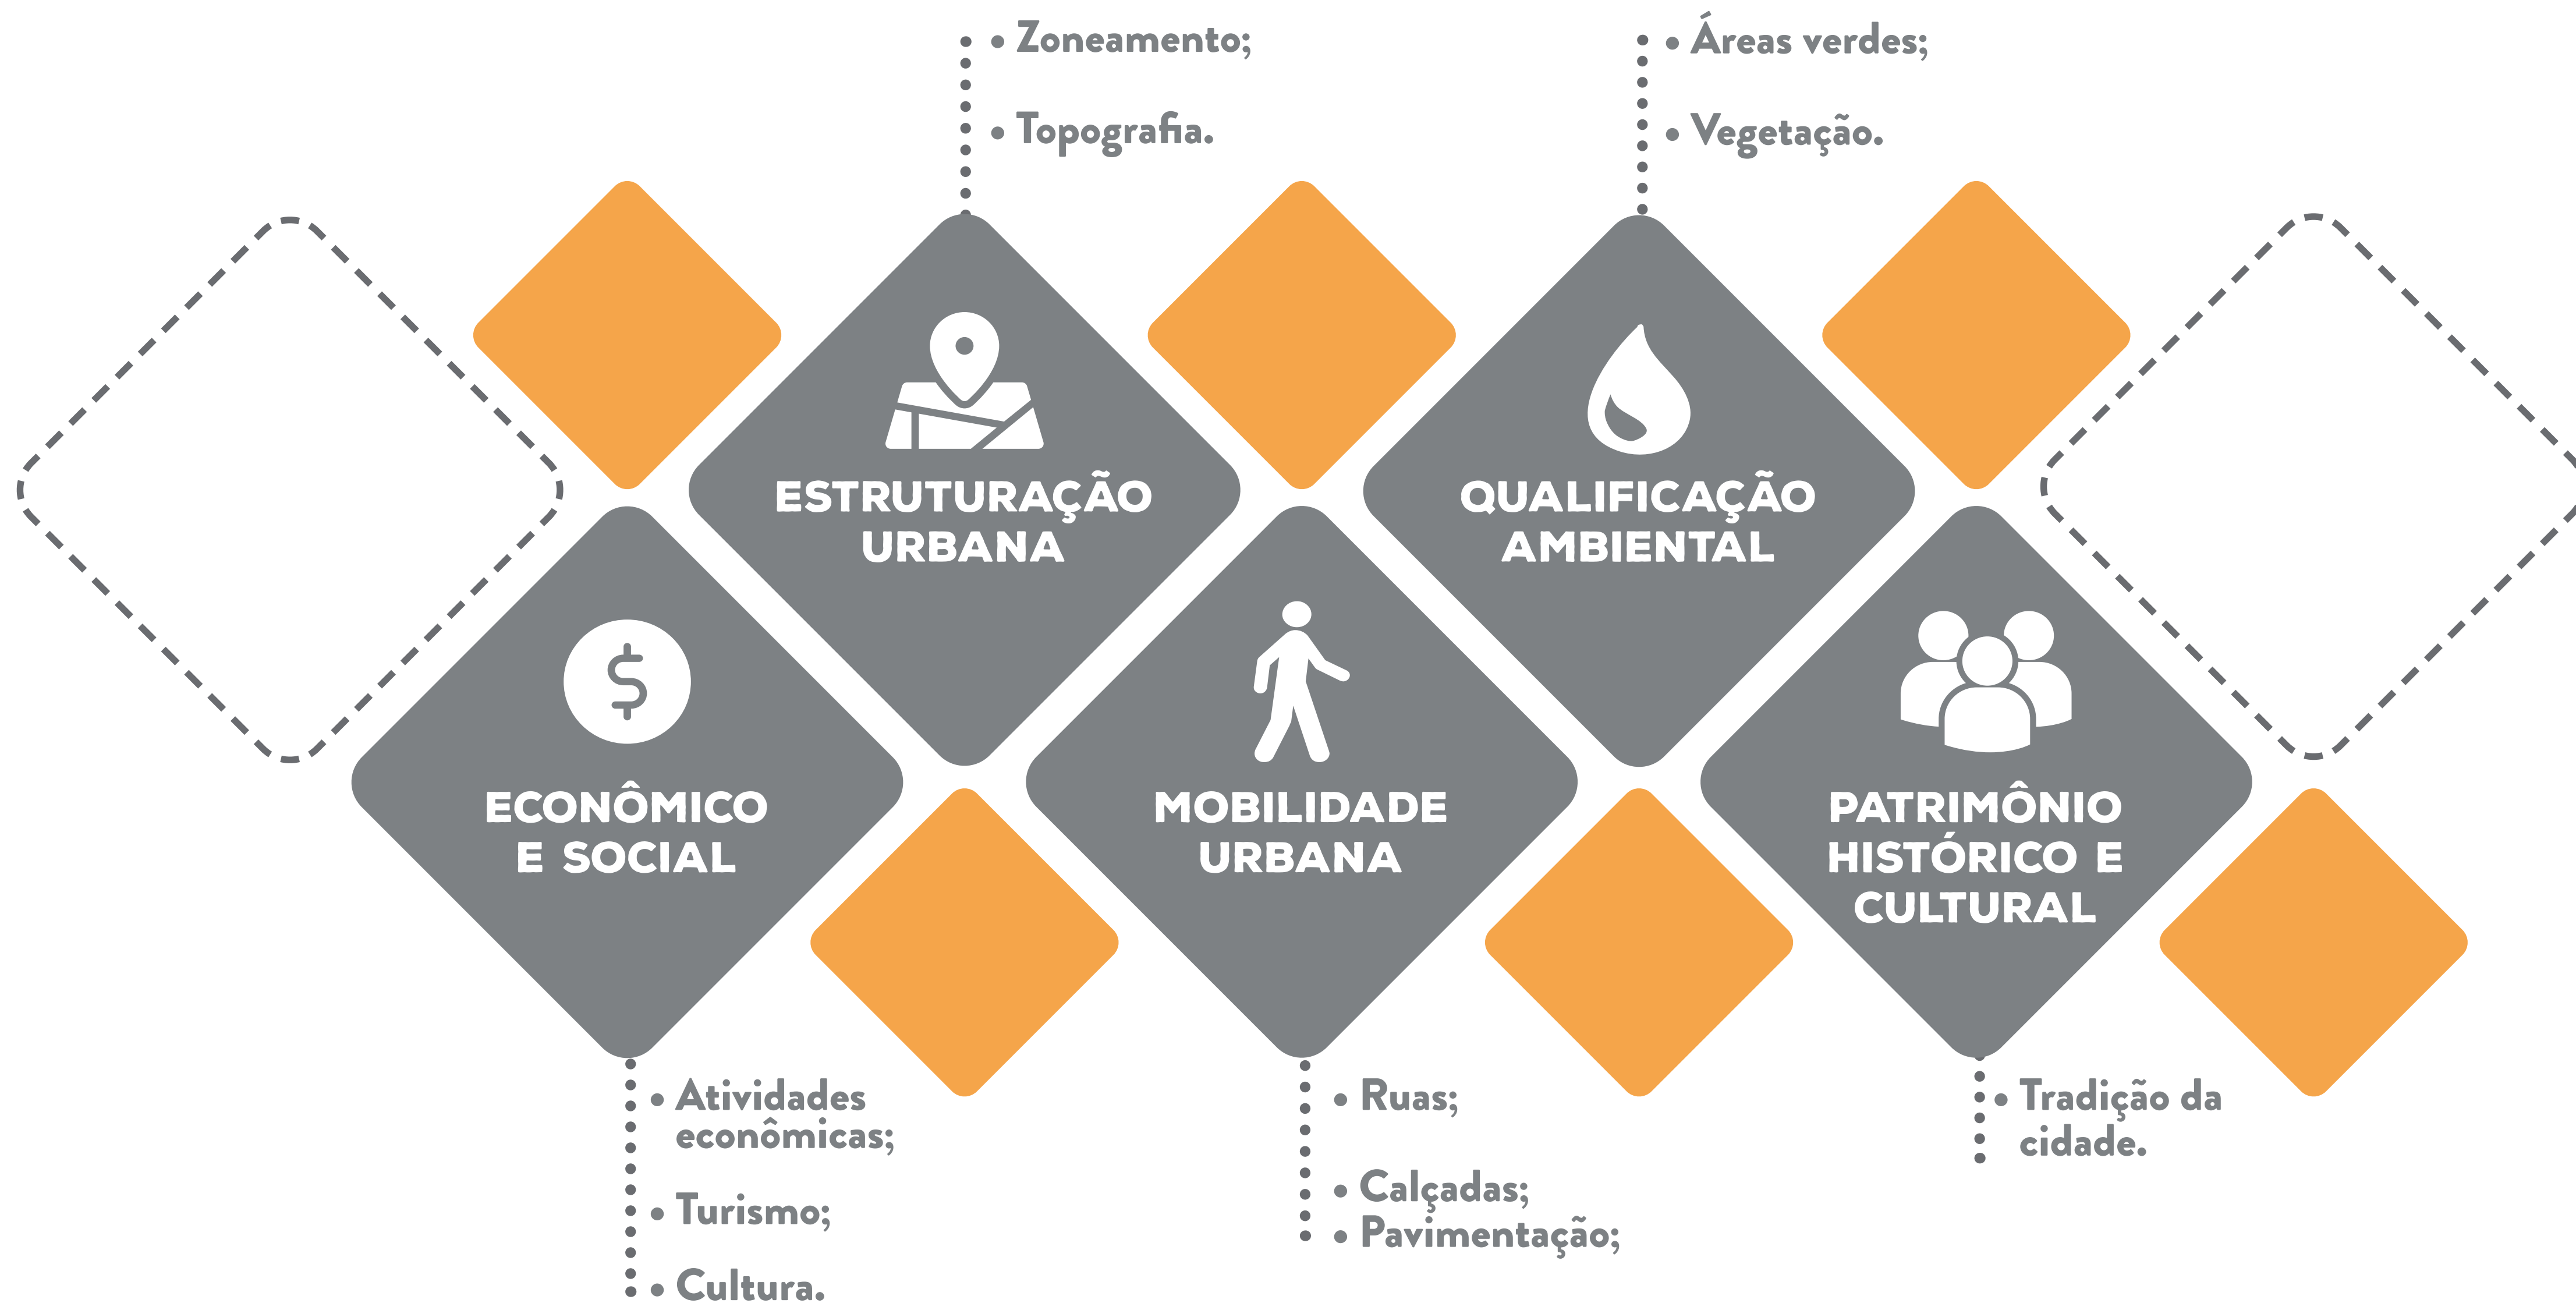 • Zoneamento;
• Topografia.
• Áreas verdes;
• Vegetação.
ESTRUTURAÇÃO
URBANA
QUALIFICAÇÃO
AMBIENTAL
$
ECONÔMICO
E SOCIAL
MOBILIDADE
URBANA
PATRIMÔNIO
HISTÓRICO E
CULTURAL
• Atividades
econômicas;
• Turismo;
• Cultura.
• Ruas;
• Calçadas;
• Pavimentação;
• Tradição da
cidade.